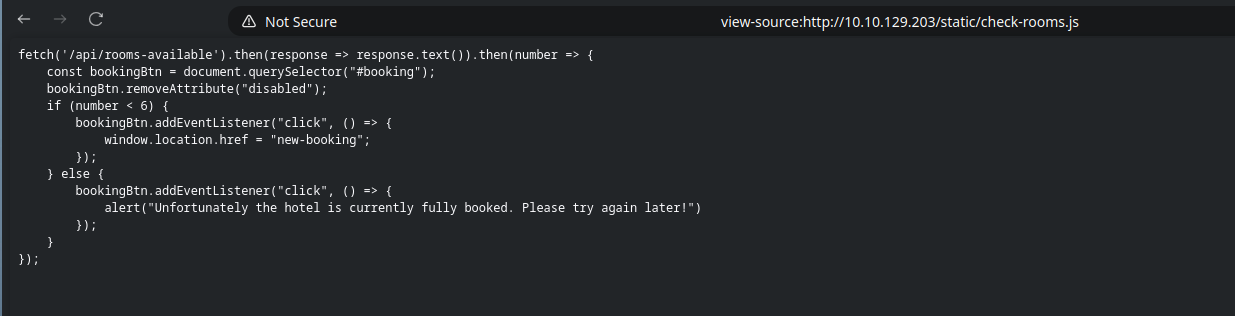 Not Secure
view-source:http://10.10.129.203/static/check-rooms.js
fetch('/api/rooms-available').then(response => response.text()).then(number => {
    const bookingBtn = document.querySelector("#booking");
    bookingBtn.removeAttribute("disabled");
    if (number < 6) {
        bookingBtn.addEventListener("click", () => {
            window.location.href = "new-booking";
        });
    } else {
        bookingBtn.addEventListener("click", () => {
            alert("Unfortunately the hotel is currently fully booked. Please try again later!")
        });
    }
});